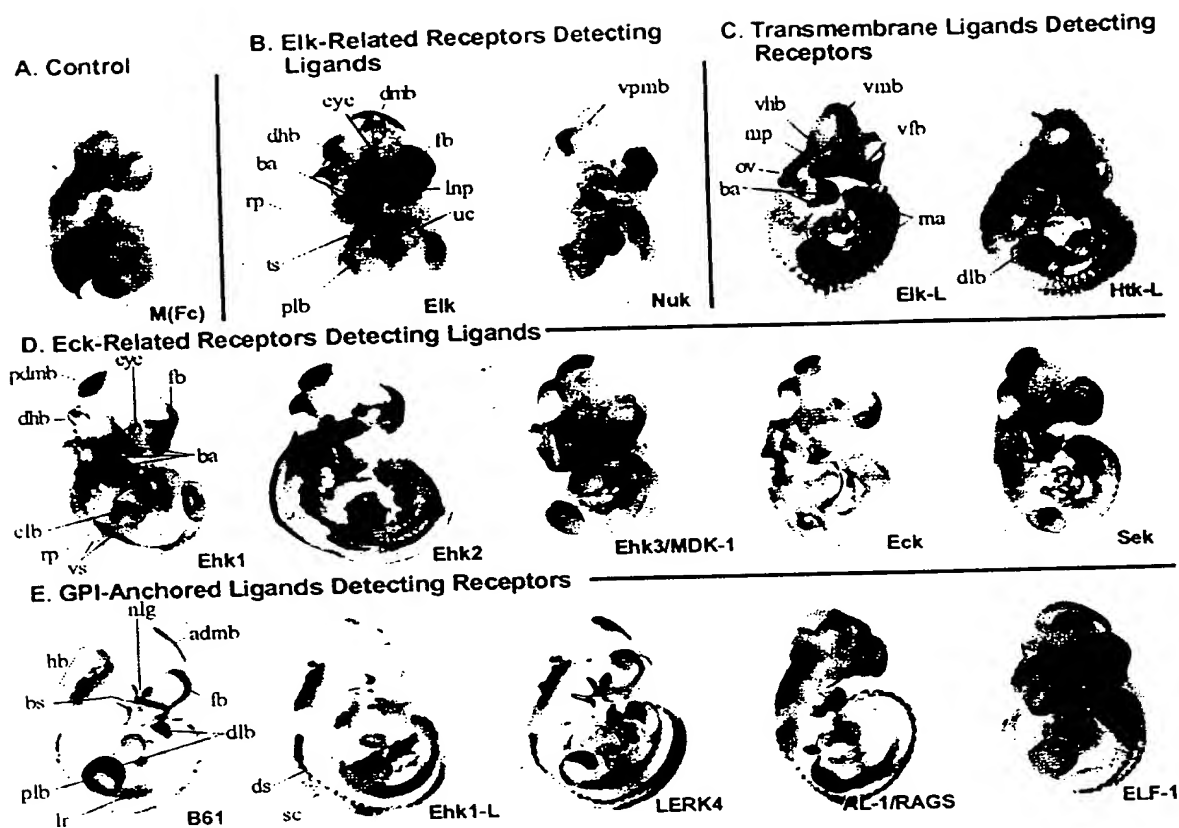 A. Control
B. Elk-Related Receptors Detecting
Ligands
C. Transmembrane Ligands Detecting
Receptors
eye
dmb
dhb
fb
ba
rp
lnp
uc
ts
plb
vpmb
vhb
vmb
mp
vfb
ov
ba
ma
dlb
M(Fc)
Elk
Nuk
Elk-L
Htk-L
D. Eck-Related Receptors Detecting Ligands
pdmb
eye
fb
dhb
ba
clb
rp
vs
Ehk1
Ehk2
Ehk3/MDK-1
Eck
Sek
E. GPI-Anchored Ligands Detecting Receptors
nlg
admb
hb
bs
fb
dlb
plb
lr
ds
sc
B61
Ehk1-L
LERK4
AL-1/RAGS
ELF-1